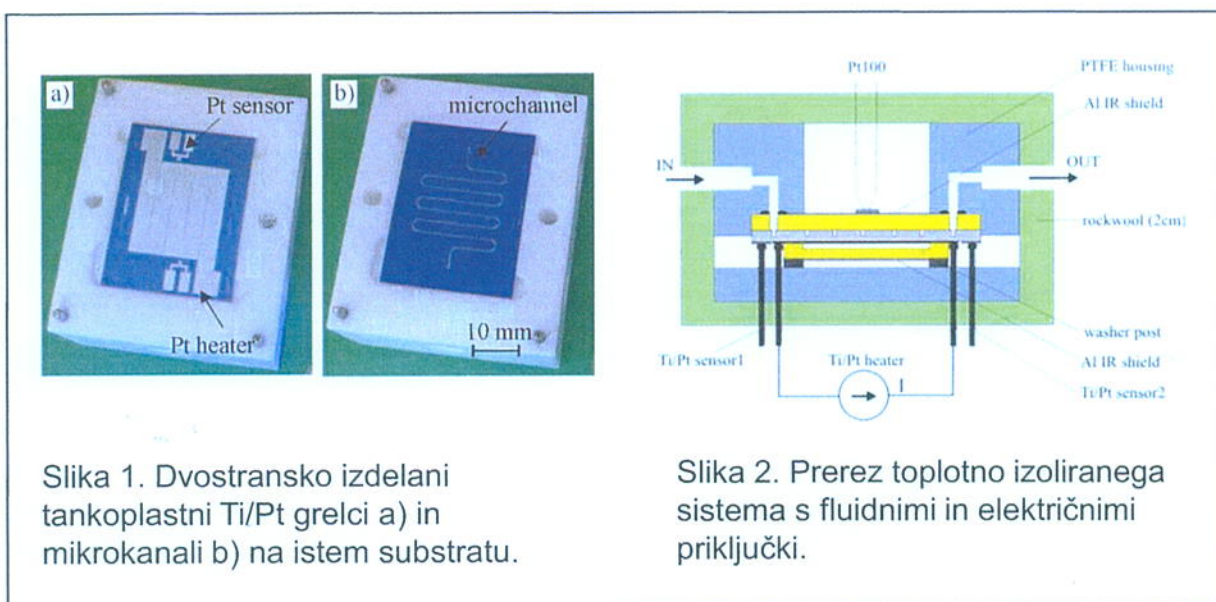 a)
Pt sensor
Pt heater
b)
microchannel
10 mm
Pt100
PTFE housing
Al IR shield
IN
OUT
rockwool (2cm)
washer post
Al IR shield
Ti/Pt sensor2
Ti/Pt sensor1
Ti/Pt heater
I
Slika 1. Dvostransko izdelani
tankoplastni Ti/Pt grelci a) in
mikrokanali b) na istem substratu.
Slika 2. Prerez toplotno izoliranega
sistema s fluidnimi in električnimi
priključki.